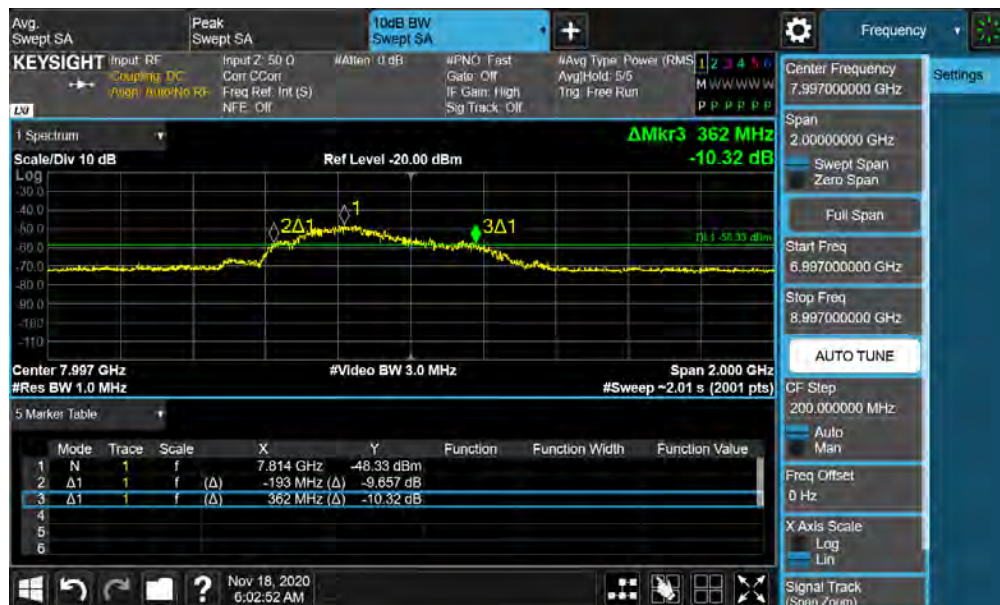 Avg.
Swept SA
Peak
Swept SA
10dB BW
Swept SA
Frequency
KEYSIGHT
Input: RF
Coupling: DC
Align: Auto/No RF
Input Z: 50 Ω
Corr CCorr
Freq Ref: Int (S)
NFE: Off
#Atten: 0 dB
#PNO: Fast
Gate: Off
IF Gain: High
Sig Track: Off
#Avg Type: Power (RMS
Avg|Hold: 5/5
Trig: Free Run
1 2 3 4 5 6
M W W W W W
P P P P P P
LXI
1 Spectrum
Scale/Div 10 dB
Ref Level -20.00 dBm
ΔMkr3 362 MHz
-10.32 dB
Log
-30.0
-40.0
-50.0
-60.0
-70.0
-80.0
-90.0
-100
-110
1
2Δ1
3Δ1
DL1 -58.33 dBm
Center 7.997 GHz
#Video BW 3.0 MHz
Span 2.000 GHz
#Res BW 1.0 MHz
#Sweep ~2.01 s (2001 pts)
5 Marker Table
Mode Trace Scale X Y Function Function Width Function Value
1 N 1 f 7.814 GHz -48.33 dBm
2 Δ1 1 f (Δ) -193 MHz (Δ) -9.657 dB
3 Δ1 1 f (Δ) 362 MHz (Δ) -10.32 dB
4
5
6
Nov 18, 2020
6:02:52 AM
Center Frequency
7.997000000 GHz
Settings
Span
2.00000000 GHz
Swept Span
Zero Span
Full Span
Start Freq
6.997000000 GHz
Stop Freq
8.997000000 GHz
AUTO TUNE
CF Step
200.000000 MHz
Auto
Man
Freq Offset
0 Hz
X Axis Scale
Log
Lin
Signal Track
(Span Zoom)